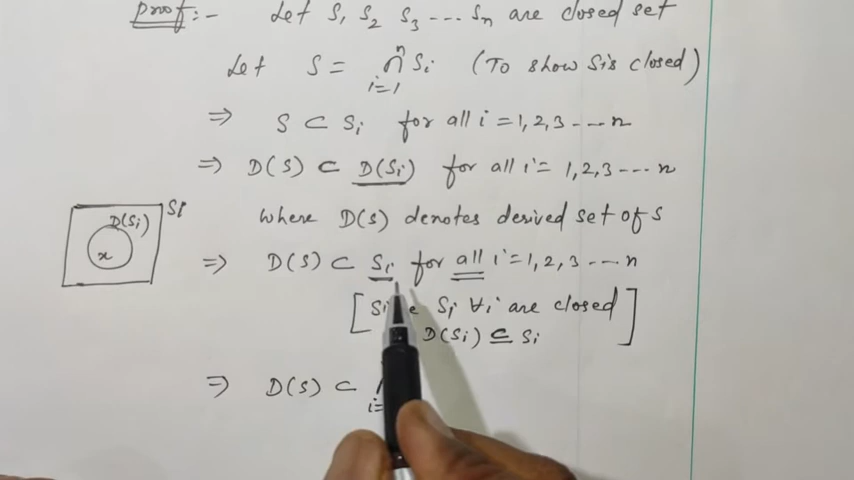 Proof:-
Let S₁ S₂ S₃ --- Sₙ are closed set
Let S = ⋂ᵢ₌₁ⁿ Sᵢ (To show S is closed)
⇒ S ⊂ Sᵢ for all i = 1,2,3 --- n
⇒ D(S) ⊂ D(Sᵢ) for all i = 1,2,3 --- n
where D(S) denotes derived set of S
Sᵢ
D(Sᵢ)
x
⇒ D(S) ⊂ Sᵢ for all i = 1,2,3 --- n
[ Sᵢ ∀ i are closed
D(Sᵢ) ⊆ Sᵢ ]
⇒ D(S) ⊂